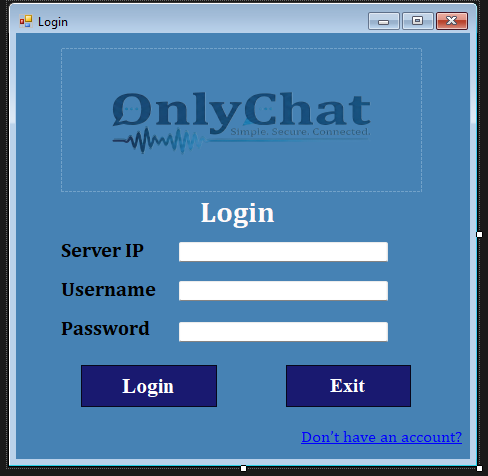 Login
OnlyChat
Simple. Secure. Connected.
Login
Server IP
Username
Password
Login Exit
Don't have an account?